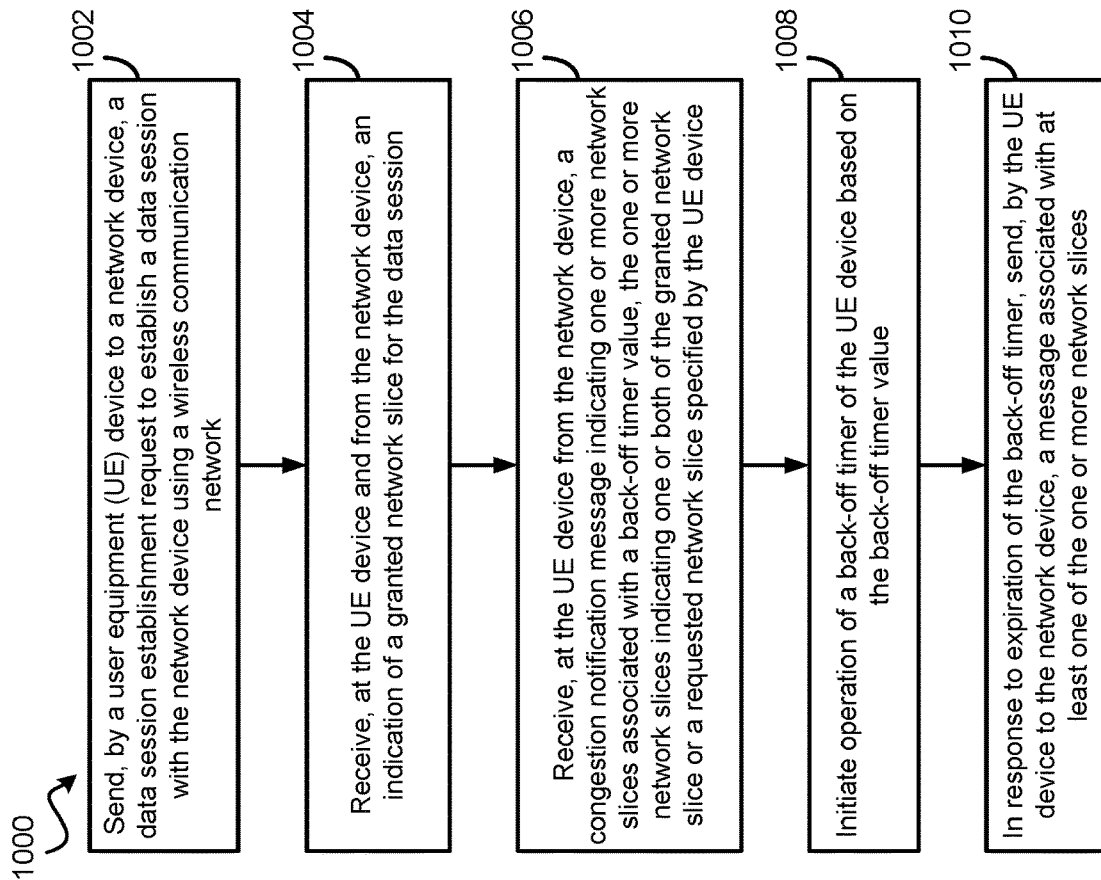 1000
1002
Send, by a user equipment (UE) device to a network device, a
data session establishment request to establish a data session
with the network device using a wireless communication
network
1004
Receive, at the UE device and from the network device, an
indication of a granted network slice for the data session
1006
Receive, at the UE device from the network device, a
congestion notification message indicating one or more network
slices associated with a back-off timer value, the one or more
network slices indicating one or both of the granted network
slice or a requested network slice specified by the UE device
1008
Initiate operation of a back-off timer of the UE device based on
the back-off timer value
1010
In response to expiration of the back-off timer, send, by the UE
device to the network device, a message associated with at
least one of the one or more network slices